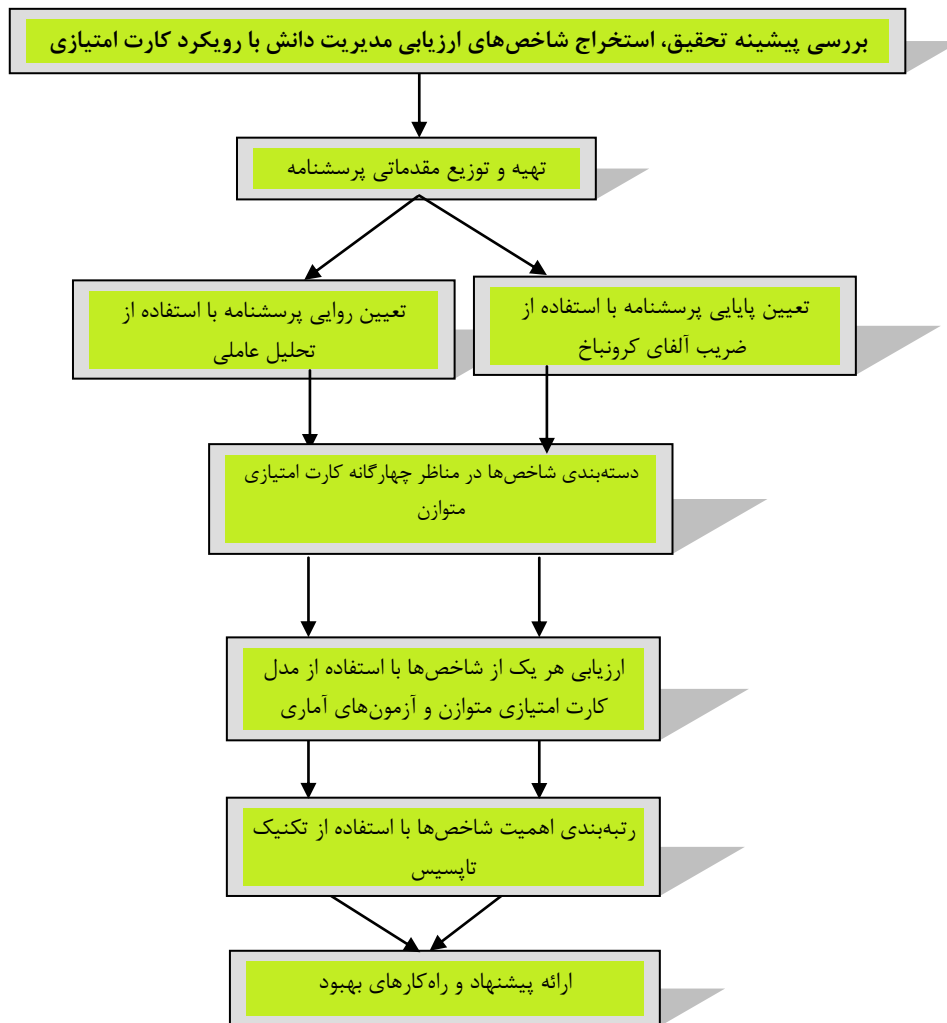 بررسی پیشینه تحقیق، استخراج شاخص‌های ارزیابی مدیریت دانش با رویکرد کارت امتیازی
تهیه و توزیع مقدماتی پرسشنامه
تعیین پایایی پرسشنامه با استفاده از
ضریب آلفای کرونباخ
تعیین روایی پرسشنامه با استفاده از
تحلیل عاملی
دسته‌بندی شاخص‌ها در مناظر چهارگانه کارت امتیازی
متوازن
ارزیابی هر یک از شاخص‌ها با استفاده از مدل
کارت امتیازی متوازن و آزمون‌های آماری
رتبه‌بندی اهمیت شاخص‌ها با استفاده از تکنیک
تاپسیس
ارائه پیشنهاد و راه‌کارهای بهبود